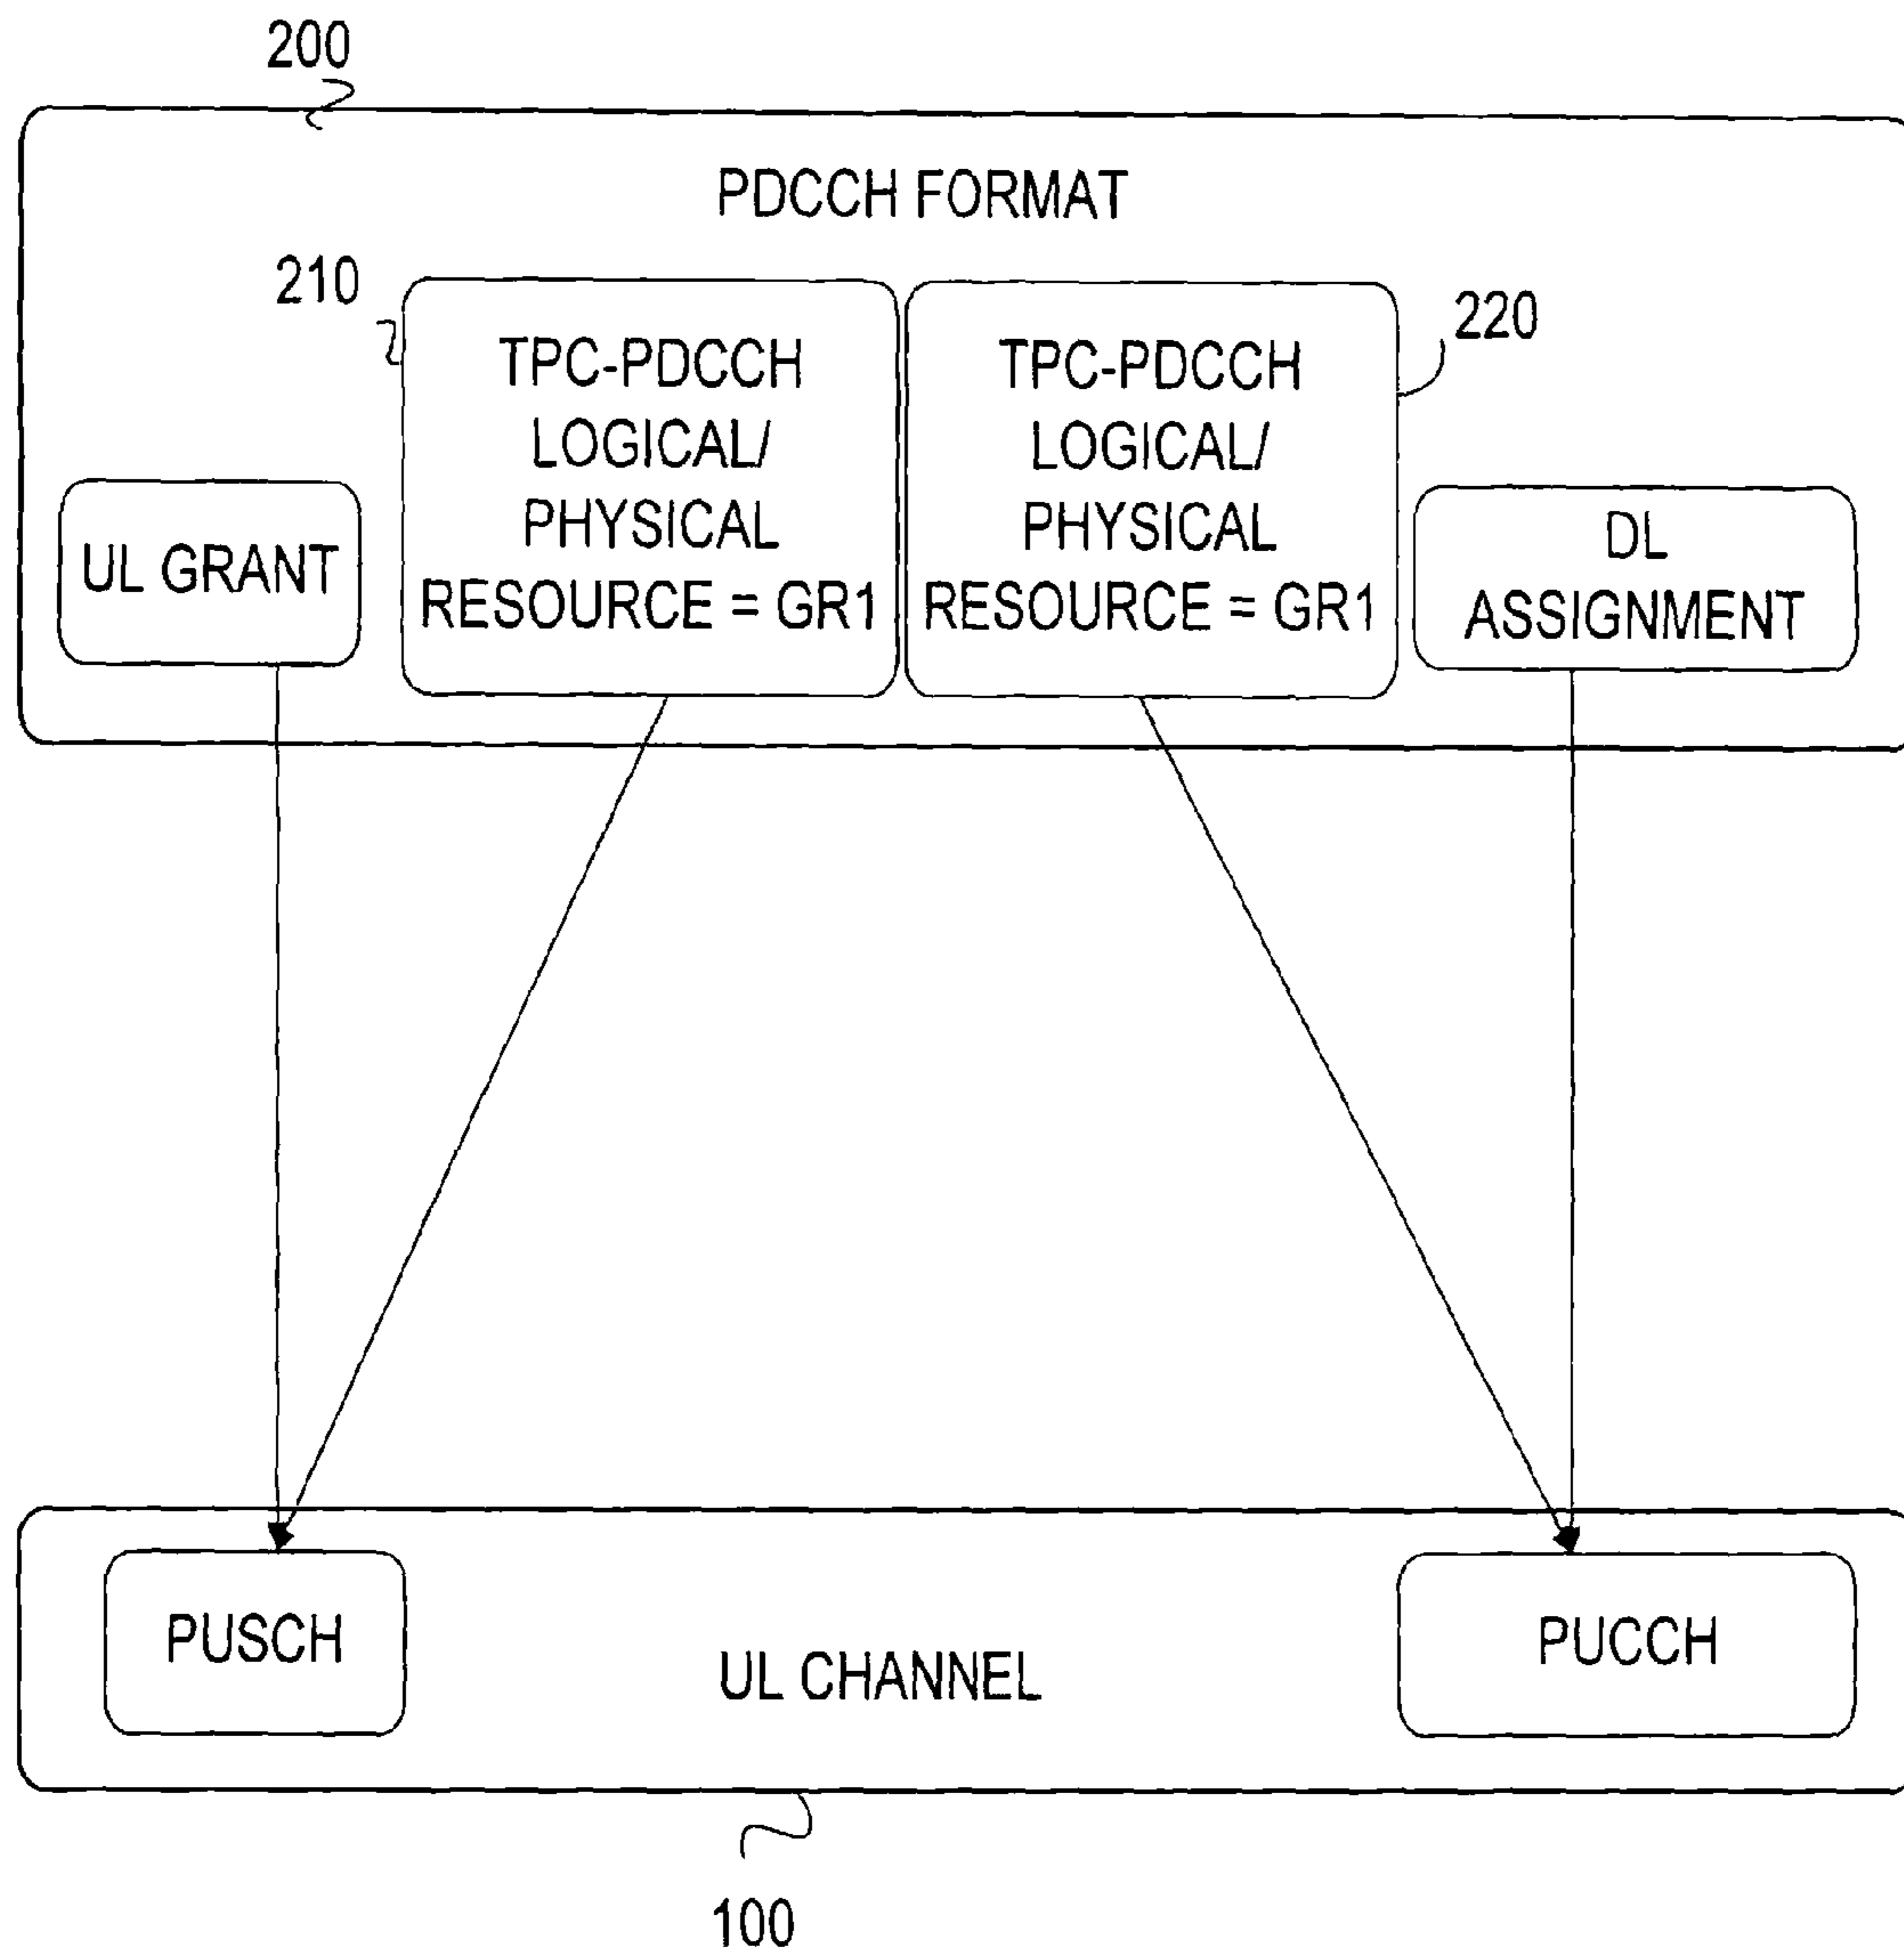 200
PDCCH FORMAT
210
220
TPC-PDCCH
LOGICAL/
PHYSICAL
RESOURCE = GR1
TPC-PDCCH
LOGICAL/
PHYSICAL
RESOURCE = GR1
UL GRANT
DL
ASSIGNMENT
PUSCH
UL CHANNEL
PUCCH
100